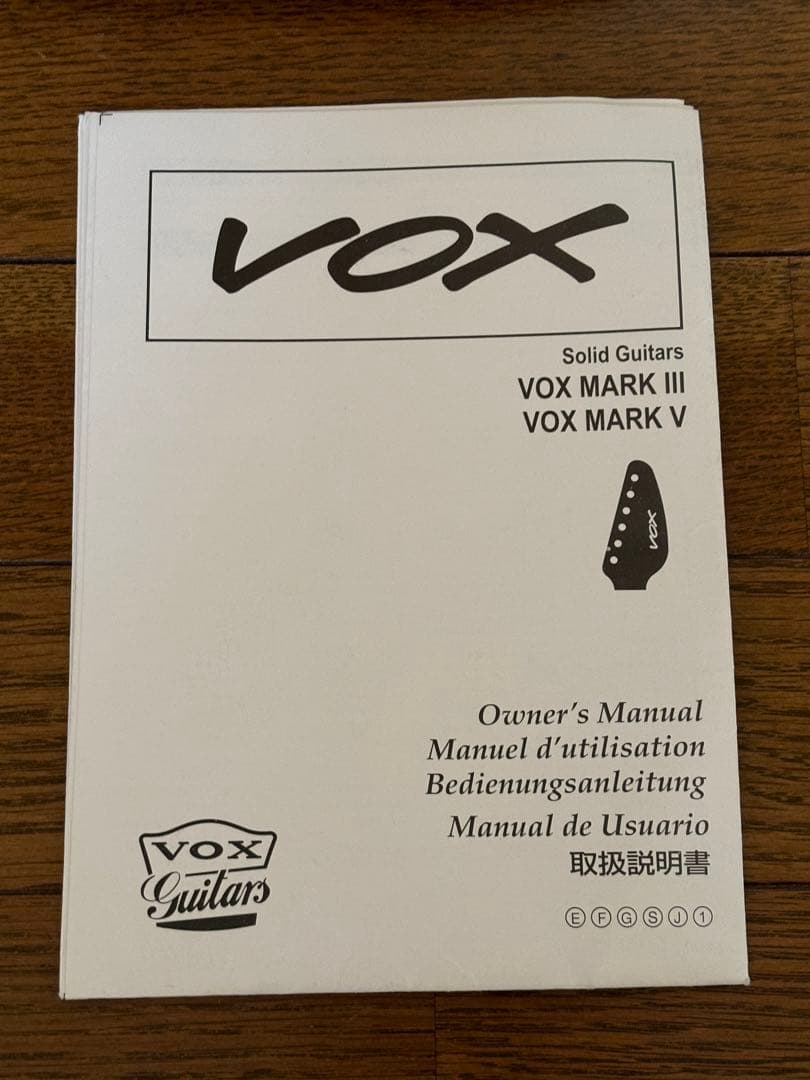 VOX
Solid Guitars
VOX MARK III
VOX MARK V
VOX
Owner's Manual
Manuel d'utilisation
Bedienungsanleitung
Manual de Usuario
取扱説明書
VOX
Guitars
Ⓔ Ⓕ Ⓖ Ⓢ Ⓙ ①